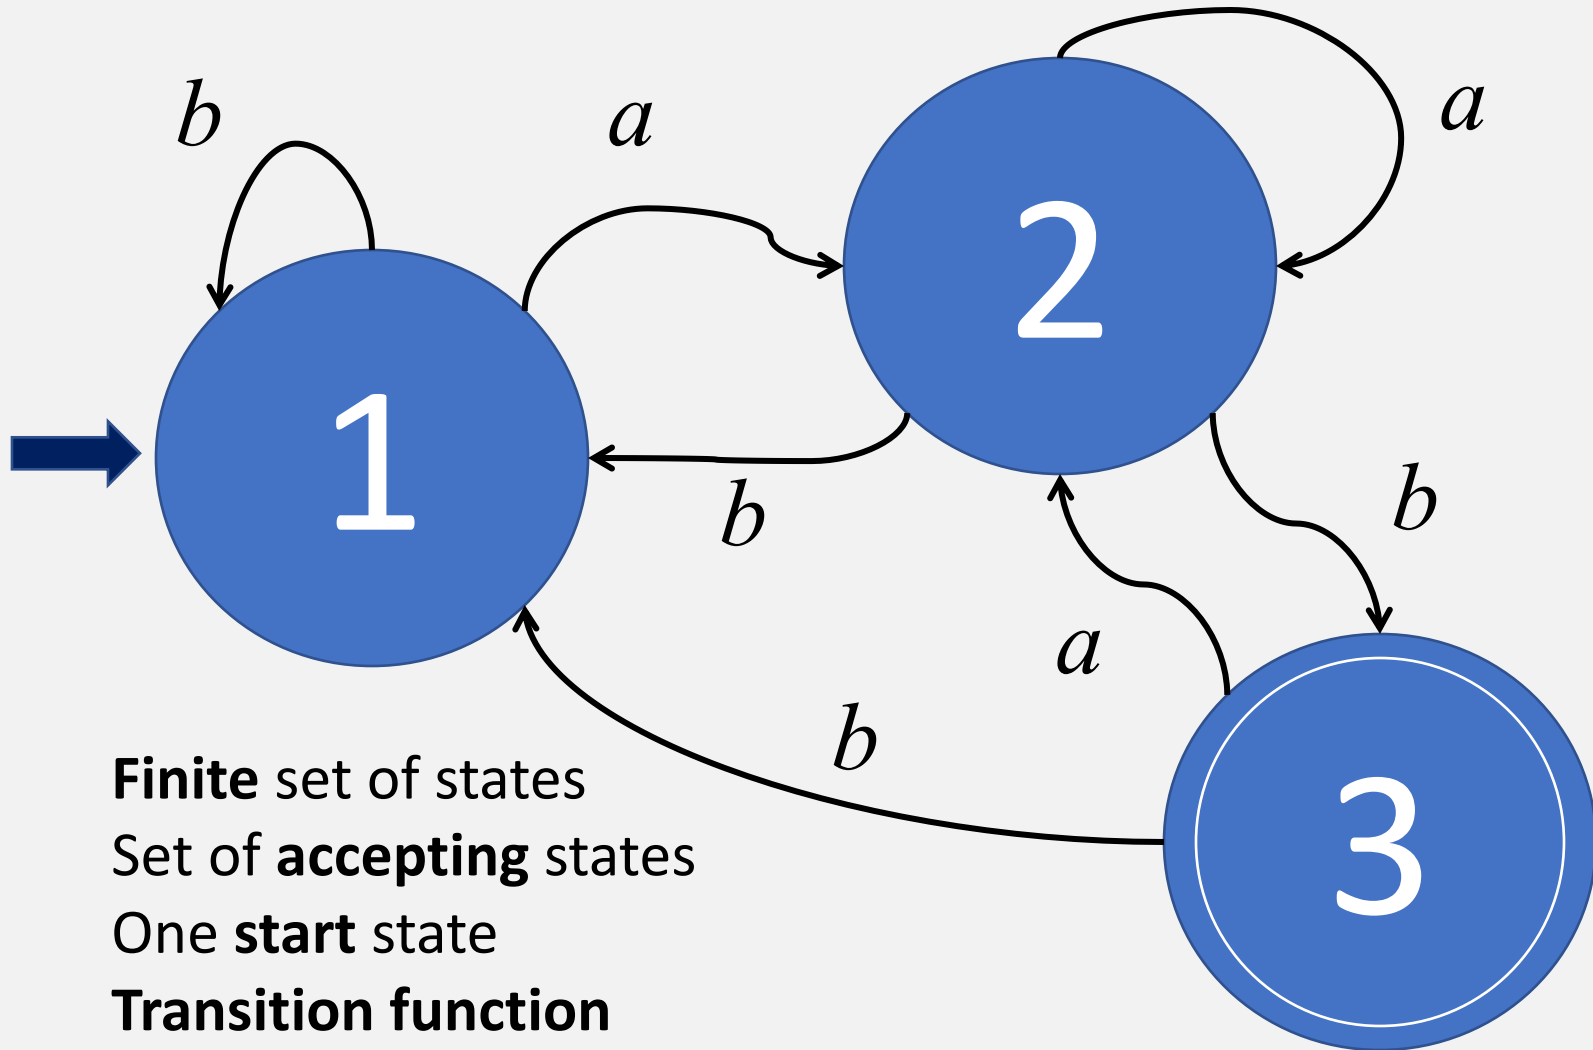 b
a
a
1
2
b
b
a
b
3
Finite set of states
Set of accepting states
One start state
Transition function